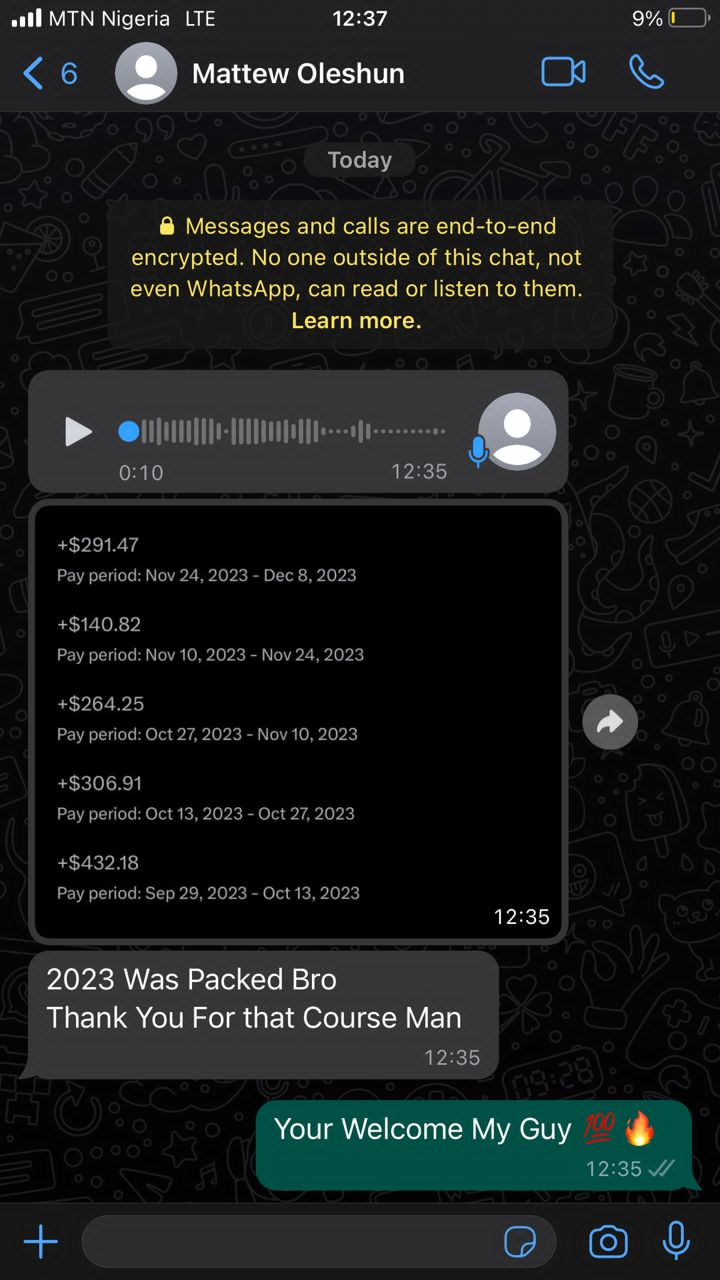 MTN Nigeria LTE 12:37 9%
6 Mattew Oleshun
Today
Messages and calls are end-to-end
encrypted. No one outside of this chat, not
even WhatsApp, can read or listen to them.
Learn more.
0:10 12:35
+$291.47
Pay period: Nov 24, 2023 - Dec 8, 2023
+$140.82
Pay period: Nov 10, 2023 - Nov 24, 2023
+$264.25
Pay period: Oct 27, 2023 - Nov 10, 2023
+$306.91
Pay period: Oct 13, 2023 - Oct 27, 2023
+$432.18
Pay period: Sep 29, 2023 - Oct 13, 2023
12:35
2023 Was Packed Bro
Thank You For that Course Man
12:35
Your Welcome My Guy 💯🔥
12:35